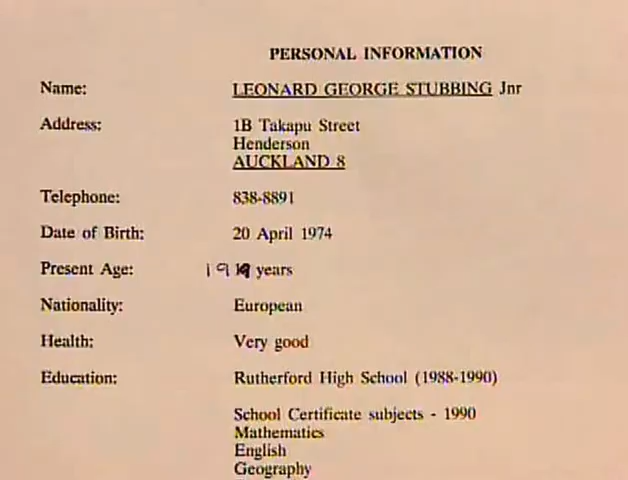 PERSONAL INFORMATION
Name: LEONARD GEORGE STUBBING Jnr
Address: 1B Takapu Street
Henderson
AUCKLAND 8
Telephone: 838-8891
Date of Birth: 20 April 1974
Present Age: 19 years
Nationality: European
Health: Very good
Education: Rutherford High School (1988-1990)
School Certificate subjects - 1990
Mathematics
English
Geography